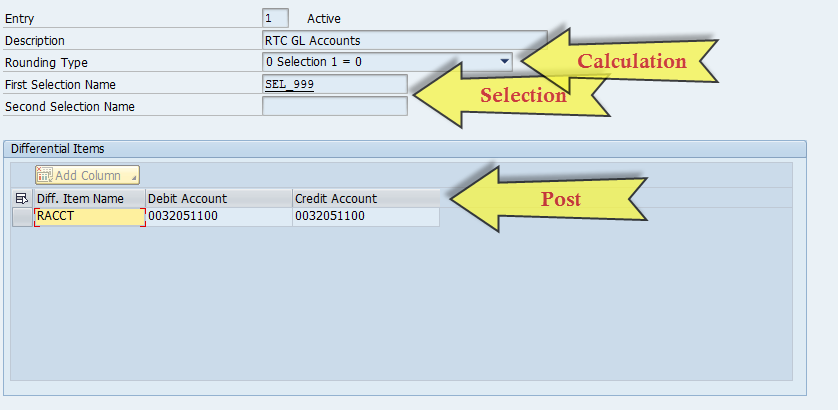 Entry 1 Active
Description RTC GL Accounts
Rounding Type 0 Selection 1 = 0
Calculation
First Selection Name SEL_999
Selection
Second Selection Name
Differential Items
Add Column
Diff. Item Name Debit Account Credit Account
Post
RACCT 0032051100 0032051100